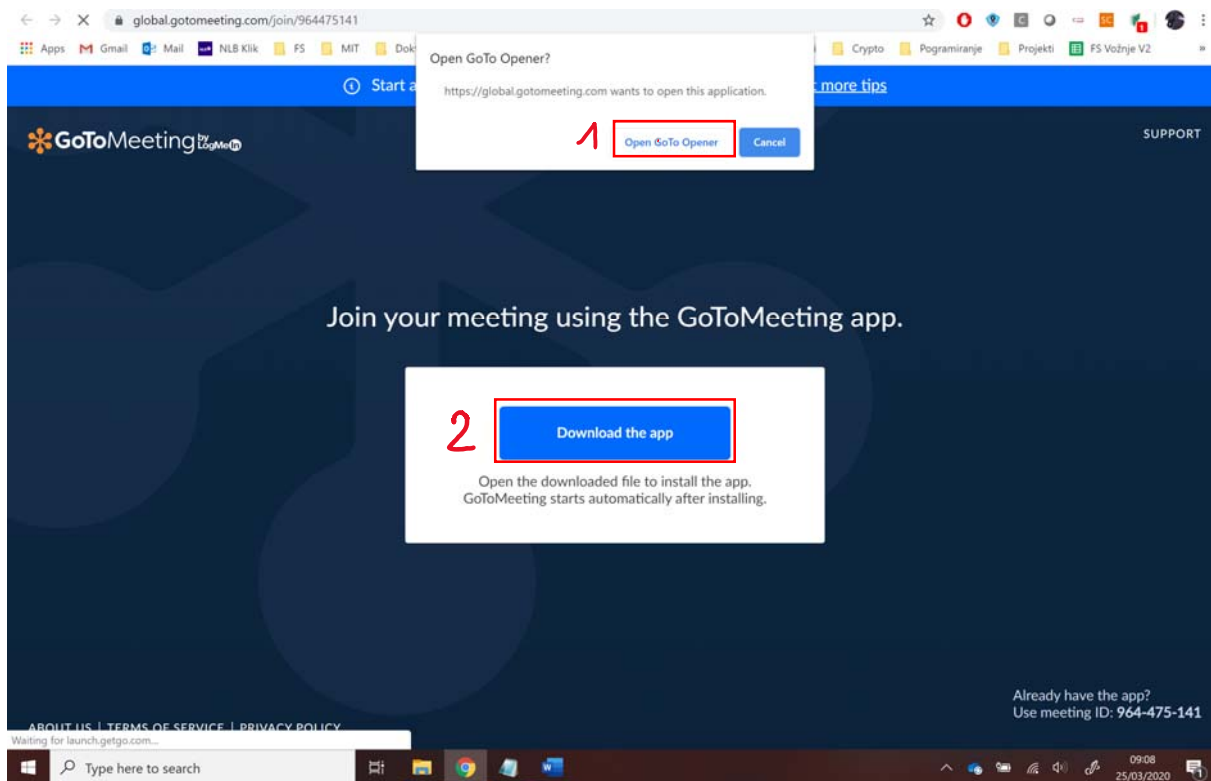 global.gotomeeting.com/join/964475141
Apps Gmail Mail NLB Klik FS MIT Dok Crypto Pogramiranje Projekti FS Vožnje V2 »
Open GoTo Opener?
https://global.gotomeeting.com wants to open this application.
1 Open GoTo Opener Cancel
Start a more tips
GoToMeeting by LogMeIn
SUPPORT
Join your meeting using the GoToMeeting app.
2 Download the app
Open the downloaded file to install the app.
GoToMeeting starts automatically after installing.
Already have the app?
Use meeting ID: 964-475-141
ABOUT US | TERMS OF SERVICE | PRIVACY POLICY
Waiting for launch.getgo.com...
Type here to search
09:08
25/03/2020